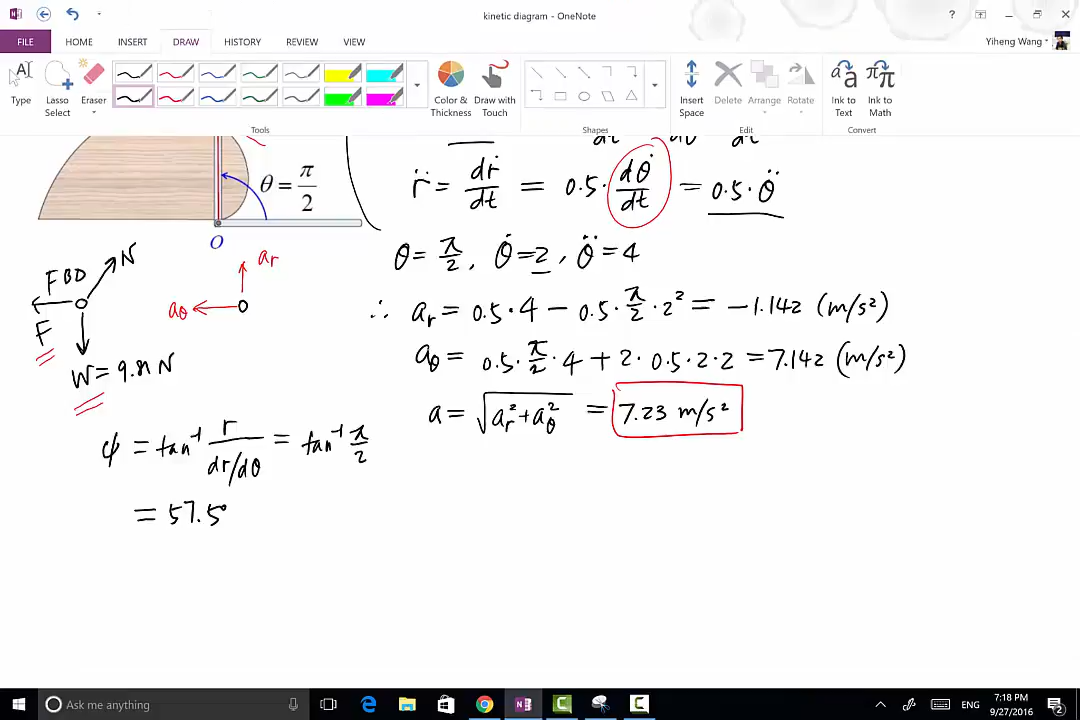 kinetic diagram - OneNote
Yiheng Wang
FILE HOME INSERT DRAW HISTORY REVIEW VIEW
Type Lasso Select Eraser Color & Thickness Draw with Touch Insert Space Delete Arrange Rotate Ink to Text Ink to Math
Tools Shapes Edit Convert
r̈ = dṙ/dt = 0.5 · dθ̇/dt = 0.5 · θ̈
θ = π/2
O
θ = π/2 , θ̇ = 2 , θ̈ = 4
FBD
N
F
W = 9.81 N
ar
aθ
∴ ar = 0.5 · 4 − 0.5 · π/2 · 2² = −1.142 (m/s²)
aθ = 0.5 · π/2 · 4 + 2 · 0.5 · 2 · 2 = 7.142 (m/s²)
a = √(ar² + aθ²) = 7.23 m/s²
ψ = tan⁻¹ r/(dr/dθ) = tan⁻¹ π/2
= 57.5°
Ask me anything
ENG
7:18 PM
9/27/2016
2